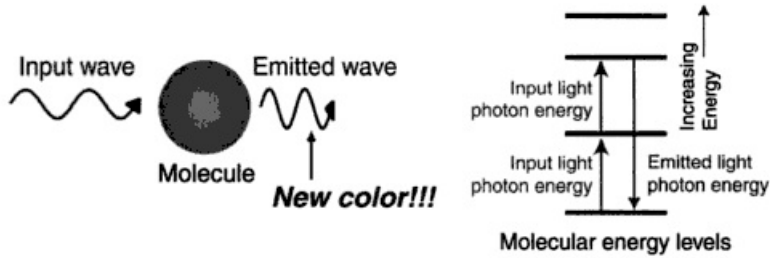 Input wave
Emitted wave
Molecule
New color!!!
Input light
photon energy
Input light
photon energy
Emitted light
photon energy
Increasing
Energy
Molecular energy levels